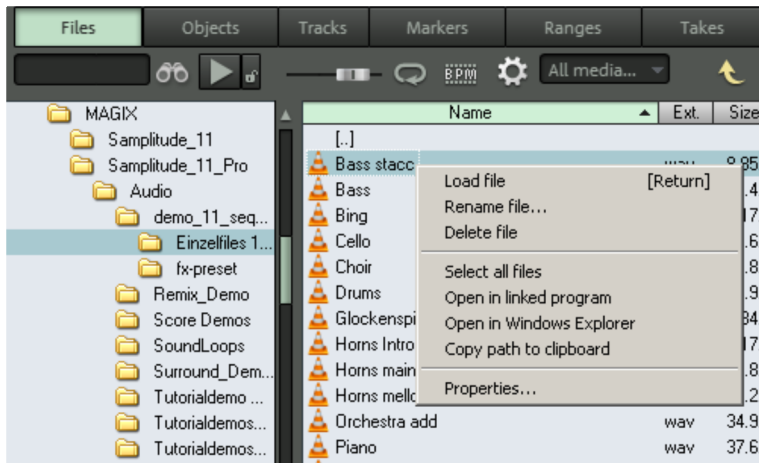 Files Objects Tracks Markers Ranges Takes
BPM All media...
Name Ext. Size
MAGIX
Samplitude_11
Samplitude_11_Pro
Audio
demo_11_seq...
Einzelfiles 1...
fx-preset
Remix_Demo
Score Demos
SoundLoops
Surround_Dem...
Tutorialdemo ...
Tutorialdemos...
Tutorialdemos...
[..]
Bass stacc
Bass
Bing
Cello
Choir
Drums
Glockenspi
Horns Intro
Horns main
Horns mello
Orchestra add wav 34.9
Piano wav 37.6
Load file [Return]
Rename file...
Delete file
Select all files
Open in linked program
Open in Windows Explorer
Copy path to clipboard
Properties...